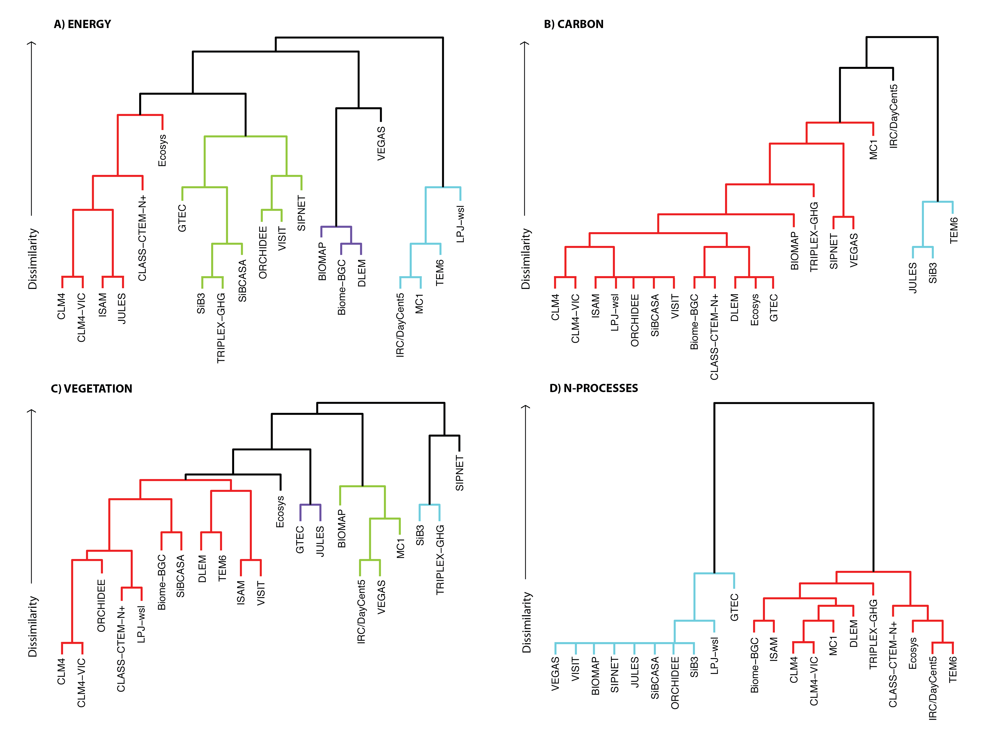 A) ENERGY
Dissimilarity
CLM4
CLM4−VIC
ISAM
JULES
CLASS−CTEM−N+
Ecosys
GTEC
SiB3
TRIPLEX−GHG
SiBCASA
ORCHIDEE
VISIT
SIPNET
BIOMAP
Biome−BGC
DLEM
VEGAS
IRC/DayCent5
MC1
TEM6
LPJ−wsl
B) CARBON
Dissimilarity
CLM4
CLM4−VIC
ISAM
LPJ−wsl
ORCHIDEE
SiBCASA
VISIT
Biome−BGC
CLASS−CTEM−N+
DLEM
Ecosys
GTEC
BIOMAP
TRIPLEX−GHG
SIPNET
VEGAS
MC1
IRC/DayCent5
JULES
SiB3
TEM6
C) VEGETATION
Dissimilarity
CLM4
CLM4−VIC
ORCHIDEE
CLASS−CTEM−N+
LPJ−wsl
Biome−BGC
SiBCASA
DLEM
TEM6
ISAM
VISIT
Ecosys
GTEC
JULES
BIOMAP
IRC/DayCent5
VEGAS
MC1
SiB3
TRIPLEX−GHG
SIPNET
D) N-PROCESSES
Dissimilarity
VEGAS
VISIT
BIOMAP
SIPNET
JULES
SiBCASA
ORCHIDEE
SiB3
LPJ−wsl
GTEC
Biome−BGC
ISAM
CLM4
CLM4−VIC
MC1
DLEM
TRIPLEX−GHG
CLASS−CTEM−N+
Ecosys
IRC/DayCent5
TEM6